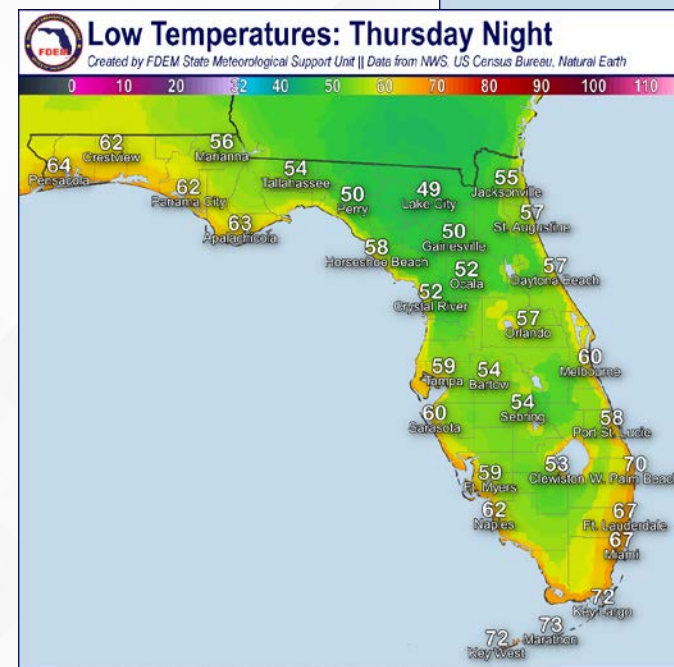 FDEM
Low Temperatures: Thursday Night
Created by FDEM State Meteorological Support Unit || Data from NWS, US Census Bureau, Natural Earth
0 10 20 32 40 50 60 70 80 90 100 110
62
Crestview
56
Marianna
64
Pensacola
54
Tallahassee
62
Panama City
50
Perry
49
Lake City
55
Jacksonville
63
Apalachicola
57
St. Augustine
50
Gainesville
58
Horseshoe Beach
52
Ocala
57
Daytona Beach
52
Crystal River
57
Orlando
60
Melbourne
59
Tampa
54
Bartow
60
Sarasota
54
Sebring
58
Port St. Lucie
59
Ft. Myers
53
Clewiston
70
W. Palm Beach
62
Naples
67
Ft. Lauderdale
67
Miami
72
Key Largo
73
Marathon
72
Key West